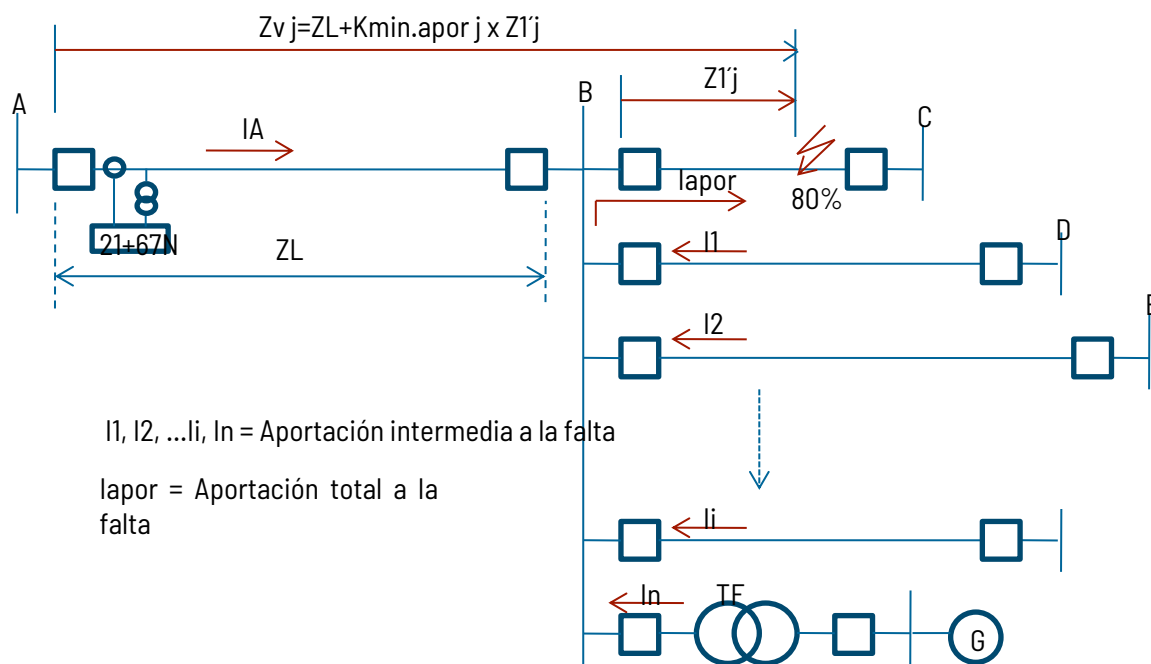 Zv j=ZL+Kmin.apor j x Z1´j
Z1´j
A
B
C
IA
Iapor
80%
21+67N
ZL
I1
D
I2
E
I1, I2, ...Ii, In = Aportación intermedia a la falta
Iapor = Aportación total a la
falta
Ii
In
TF
G